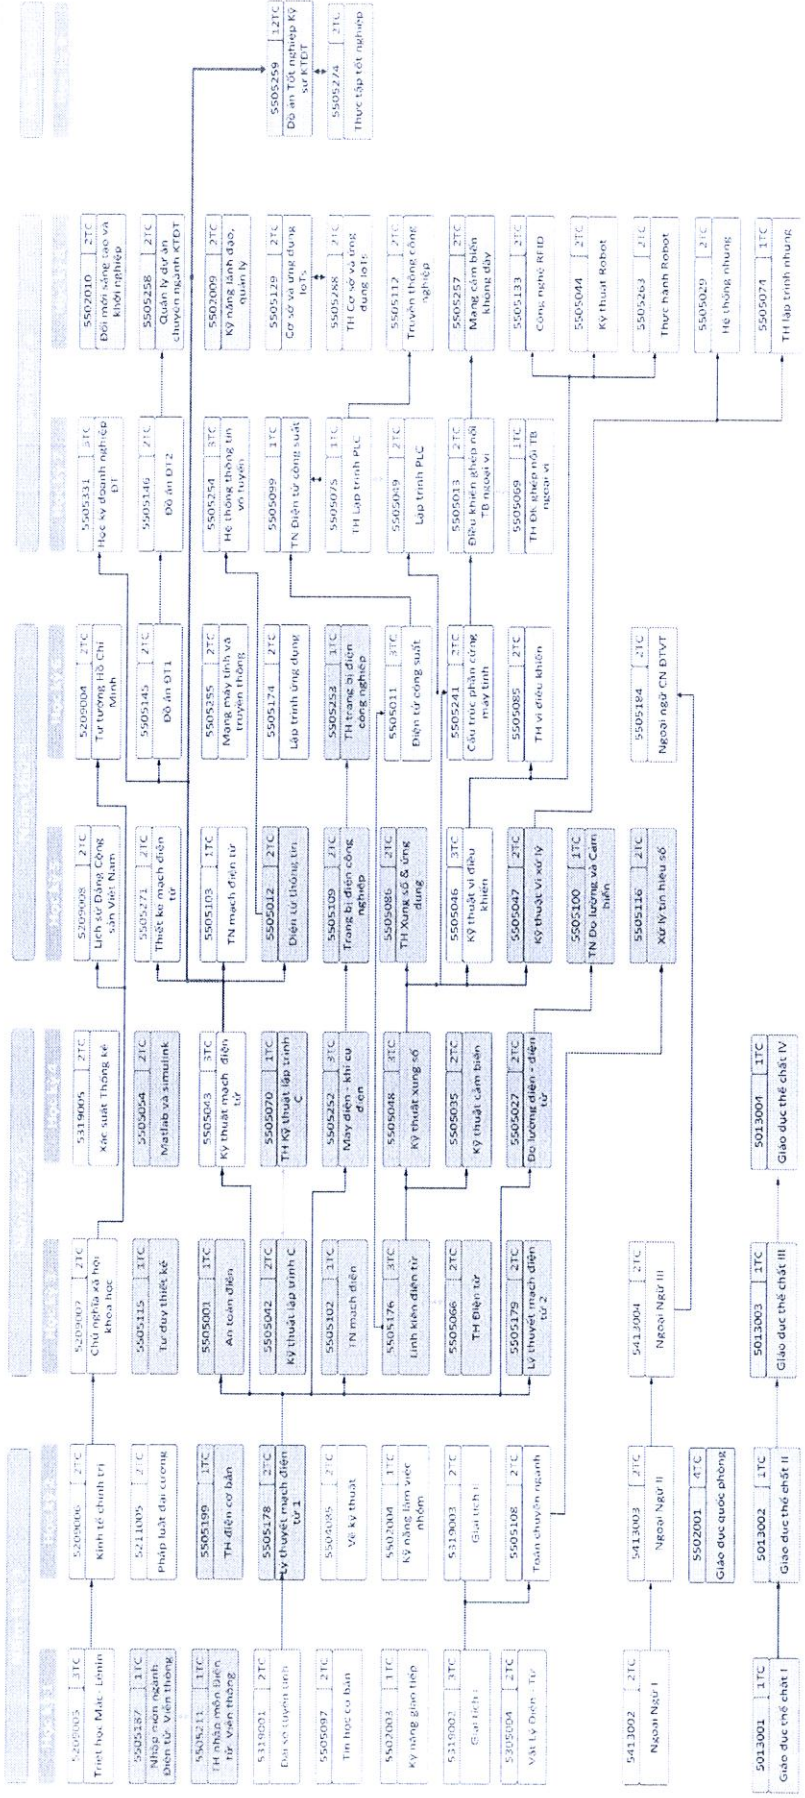 5209005 3TC
Triết học Mác - Lênin
5505187 1TC
Nhập môn ngành
Điện tử - Viễn thông
5505211 1TC
TH nhập môn Điện
tử - Viễn thông
5319001 2TC
Đại số tuyến tính
5505097 2TC
Tin học cơ bản
5502003 1TC
Kỹ năng giao tiếp
5319002 3TC
Giải tích I
5305004 2TC
Vật Lý Điện - Từ
5413002 2TC
Ngoại Ngữ I
5013001 1TC
Giáo dục thể chất I
5209006 2TC
Kinh tế chính trị
5211005 2TC
Pháp luật đại cương
5505199 1TC
TH điện cơ bản
5505178 2TC
Lý thuyết mạch điện
tử 1
5504085 2TC
Vẽ kỹ thuật
5502004 1TC
Kỹ năng làm việc
nhóm
5319003 2TC
Giải tích II
5505108 2TC
Toán chuyên ngành
5413003 2TC
Ngoại Ngữ II
5502001 4TC
Giáo dục quốc phòng
5013002 1TC
Giáo dục thể chất II
Học kỳ 3
5209007 2TC
Chủ nghĩa xã hội
khoa học
5505115 1TC
Tư duy thiết kế
5505001 1TC
An toàn điện
5505042 2TC
Kỹ thuật lập trình C
5505102 1TC
TN mạch điện
5505176 3TC
Linh kiện điện tử
5505066 2TC
TH Điện tử
5505179 2TC
Lý thuyết mạch điện
tử 2
5413004 2TC
Ngoại Ngữ III
5013003 1TC
Giáo dục thể chất III
Học kỳ 4
5319005 2TC
Xác suất Thống kê
5505054 2TC
Matlab và simulink
5505043 3TC
Kỹ thuật mạch điện
tử
5505070 1TC
TH Kỹ thuật lập trình
C
5505252 3TC
Máy điện - khí cụ
điện
5505048 3TC
Kỹ thuật xung số
5505035 2TC
Kỹ thuật cảm biến
5505027 2TC
Đo lường điện - điện
tử
5013004 1TC
Giáo dục thể chất IV
5209008 2TC
Lịch sử Đảng Cộng
sản Việt Nam
5505271 2TC
Thiết kế mạch điện
tử
5505103 1TC
TN mạch điện tử
5505012 2TC
Điện tử thông tin
5505109 2TC
Trang bị điện công
nghiệp
5505086 2TC
TH Xung số & ứng
dụng
5505046 3TC
Kỹ thuật vi điều
khiển
5505047 2TC
Kỹ thuật vi xử lý
5505100 1TC
TN Đo lường và Cảm
biến
5505116 2TC
Xử lý tín hiệu số
5209004 2TC
Tư tưởng Hồ Chí
Minh
5505145 2TC
Đồ án ĐT1
5505255 2TC
Mạng máy tính và
truyền thông
5505174 2TC
Lập trình ứng dụng
5505253 1TC
TH trang bị điện
công nghiệp
5505011 3TC
Điện tử công suất
5505241 2TC
Cấu trúc phần cứng
máy tính
5505085 2TC
TH vi điều khiển
5505184 2TC
Ngoại ngữ CN ĐTVT
5505331 3TC
Học kỳ doanh nghiệp
ĐT
5505146 2TC
Đồ án ĐT2
5505254 3TC
Hệ thống thông tin
vô tuyến
5505099 1TC
TN Điện tử công suất
5505075 1TC
TH Lập trình PLC
5505049 2TC
Lập trình PLC
5505013 2TC
Điều khiển ghép nối
TB ngoại vi
5505069 1TC
TH Đk ghép nối TB
ngoại vi
5502010 2TC
Đổi mới sáng tạo và
khởi nghiệp
5505258 2TC
Quản lý dự án
chuyên ngành KTĐT
5502009 2TC
Kỹ năng lãnh đạo,
quản lý
5505129 2TC
Cơ sở và ứng dụng
IoTs
5505288 2TC
TH Cơ sở và ứng
dụng IoTs
5505112 2TC
Truyền thông công
nghiệp
5505257 2TC
Mạng cảm biến
không dây
5505133 2TC
Công nghệ RFID
5505044 2TC
Kỹ thuật Robot
5505263 2TC
Thực hành Robot
5505029 2TC
Hệ thống nhúng
5505074 1TC
TH lập trình nhúng
5505259 12TC
Đồ án Tốt nghiệp Kỹ
sư KTĐT
5505274 2TC
Thực tập tốt nghiệp